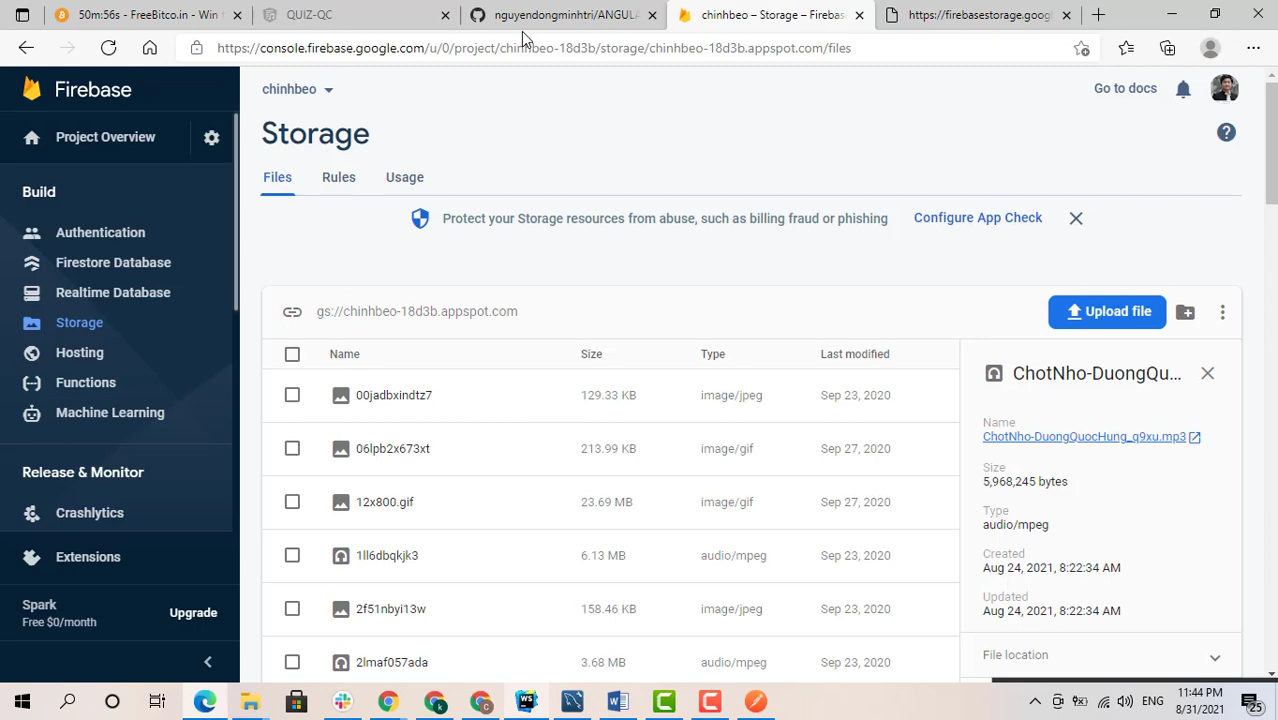 50m56s - FreeBitco.in - Win f
QUIZ-QC
nguyendongminhtri/ANGULA
chinhbeo – Storage – Firebase
https://firebasestorage.googl
https://console.firebase.google.com/u/0/project/chinhbeo-18d3b/storage/chinhbeo-18d3b.appspot.com/files
Firebase
chinhbeo
Go to docs
Project Overview
Storage
Files
Rules
Usage
Build
Protect your Storage resources from abuse, such as billing fraud or phishing
Configure App Check
Authentication
Firestore Database
Realtime Database
Storage
Hosting
Functions
Machine Learning
Release & Monitor
Crashlytics
Extensions
Spark
Free $0/month
Upgrade
gs://chinhbeo-18d3b.appspot.com
Upload file
Name Size Type Last modified
00jadbxindtz7 129.33 KB image/jpeg Sep 23, 2020
06lpb2x673xt 213.99 KB image/gif Sep 27, 2020
12x800.gif 23.69 MB image/gif Sep 27, 2020
1ll6dbqkjk3 6.13 MB audio/mpeg Sep 23, 2020
2f51nbyi13w 158.46 KB image/jpeg Sep 23, 2020
2lmaf057ada 3.68 MB audio/mpeg Sep 23, 2020
ChotNho-DuongQu...
Name
ChotNho-DuongQuocHung_q9xu.mp3
Size
5,968,245 bytes
Type
audio/mpeg
Created
Aug 24, 2021, 8:22:34 AM
Updated
Aug 24, 2021, 8:22:34 AM
File location
ENG
11:44 PM
8/31/2021
25